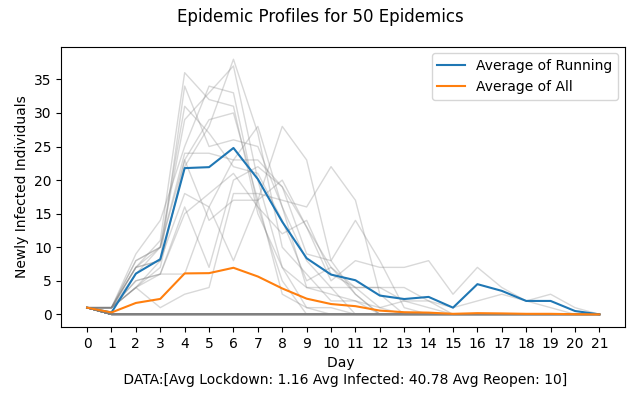 Epidemic Profiles for 50 Epidemics
Average of Running
Average of All
Newly Infected Individuals
35
30
25
20
15
10
5
0
0 1 2 3 4 5 6 7 8 9 10 11 12 13 14 15 16 17 18 19 20 21
Day
DATA:[Avg Lockdown: 1.16 Avg Infected: 40.78 Avg Reopen: 10]